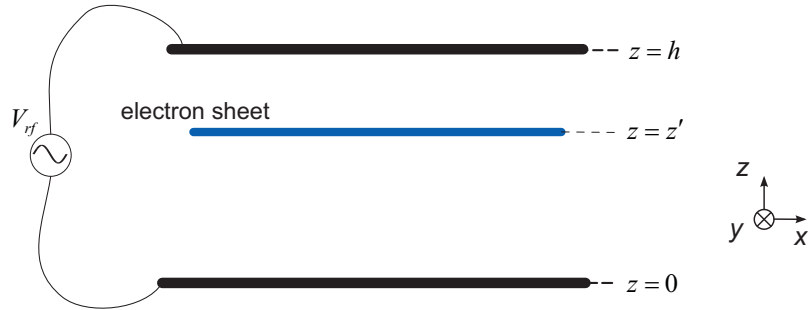 z = h
electron sheet
V_rf
z = z′
z
y
x
z = 0